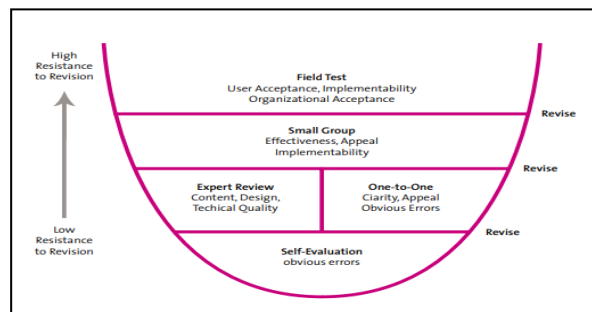 High
Resistance
to Revision
Field Test
User Acceptance, Implementability
Organizational Acceptance
Revise
Small Group
Effectiveness, Appeal
Implementability
Revise
Expert Review
Content, Design,
Techical Quality
One-to-One
Ciarity, Appeal
Obvious Errors
Revise
Low
Resistance
to Revision
Self-Evaluation
obvious errors